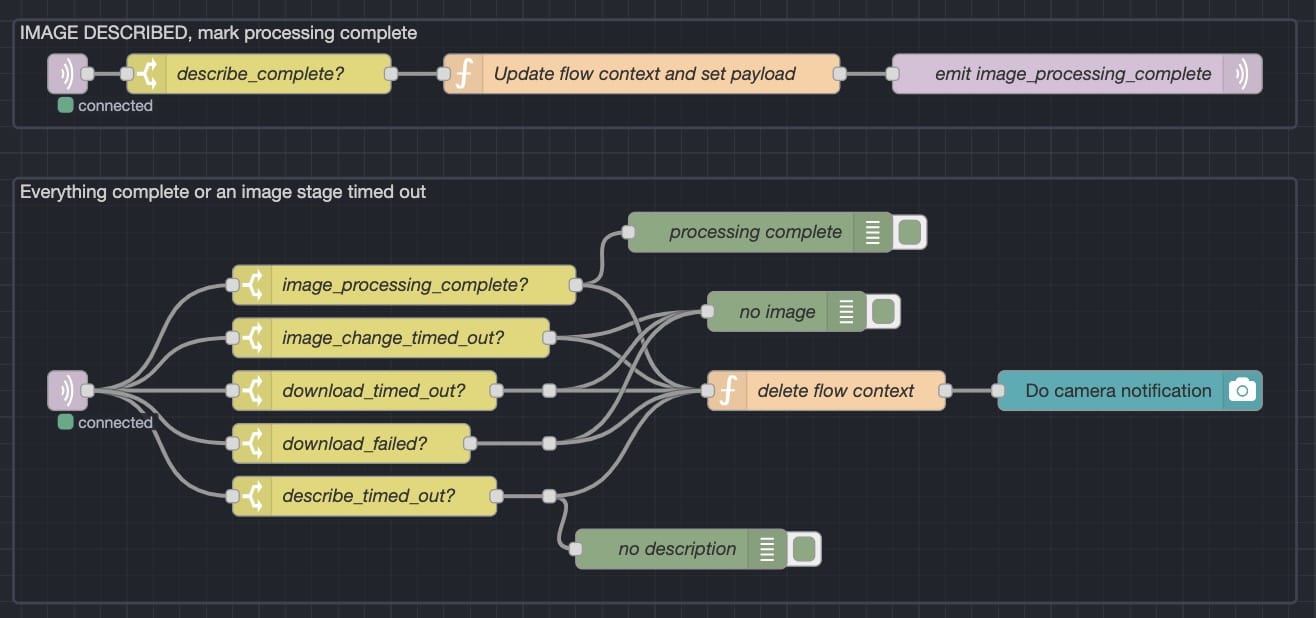 IMAGE DESCRIBED, mark processing complete
describe_complete?
Update flow context and set payload
emit image_processing_complete
connected
Everything complete or an image stage timed out
processing complete
image_processing_complete?
no image
image_change_timed_out?
download_timed_out?
delete flow context
Do camera notification
connected
download_failed?
describe_timed_out?
no description